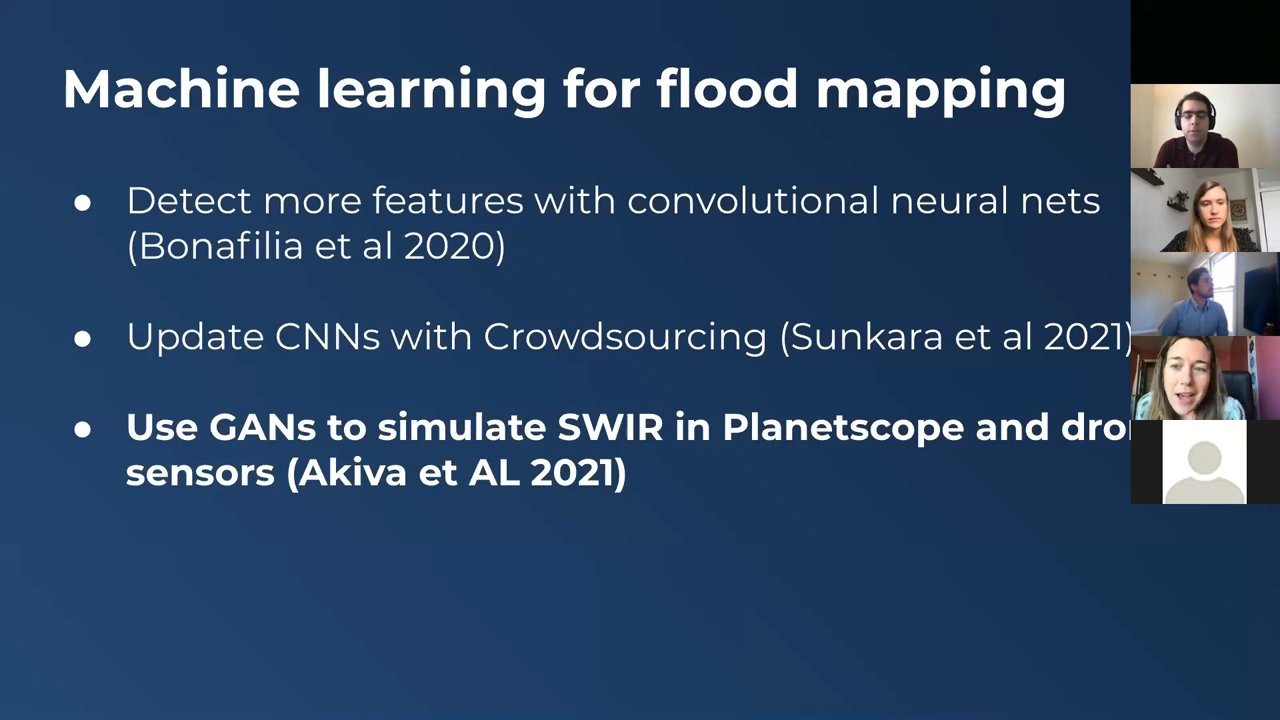 Machine learning for flood mapping
● Detect more features with convolutional neural nets
(Bonafilia et al 2020)
● Update CNNs with Crowdsourcing (Sunkara et al 2021)
● Use GANs to simulate SWIR in Planetscope and
sensors (Akiva et AL 2021)